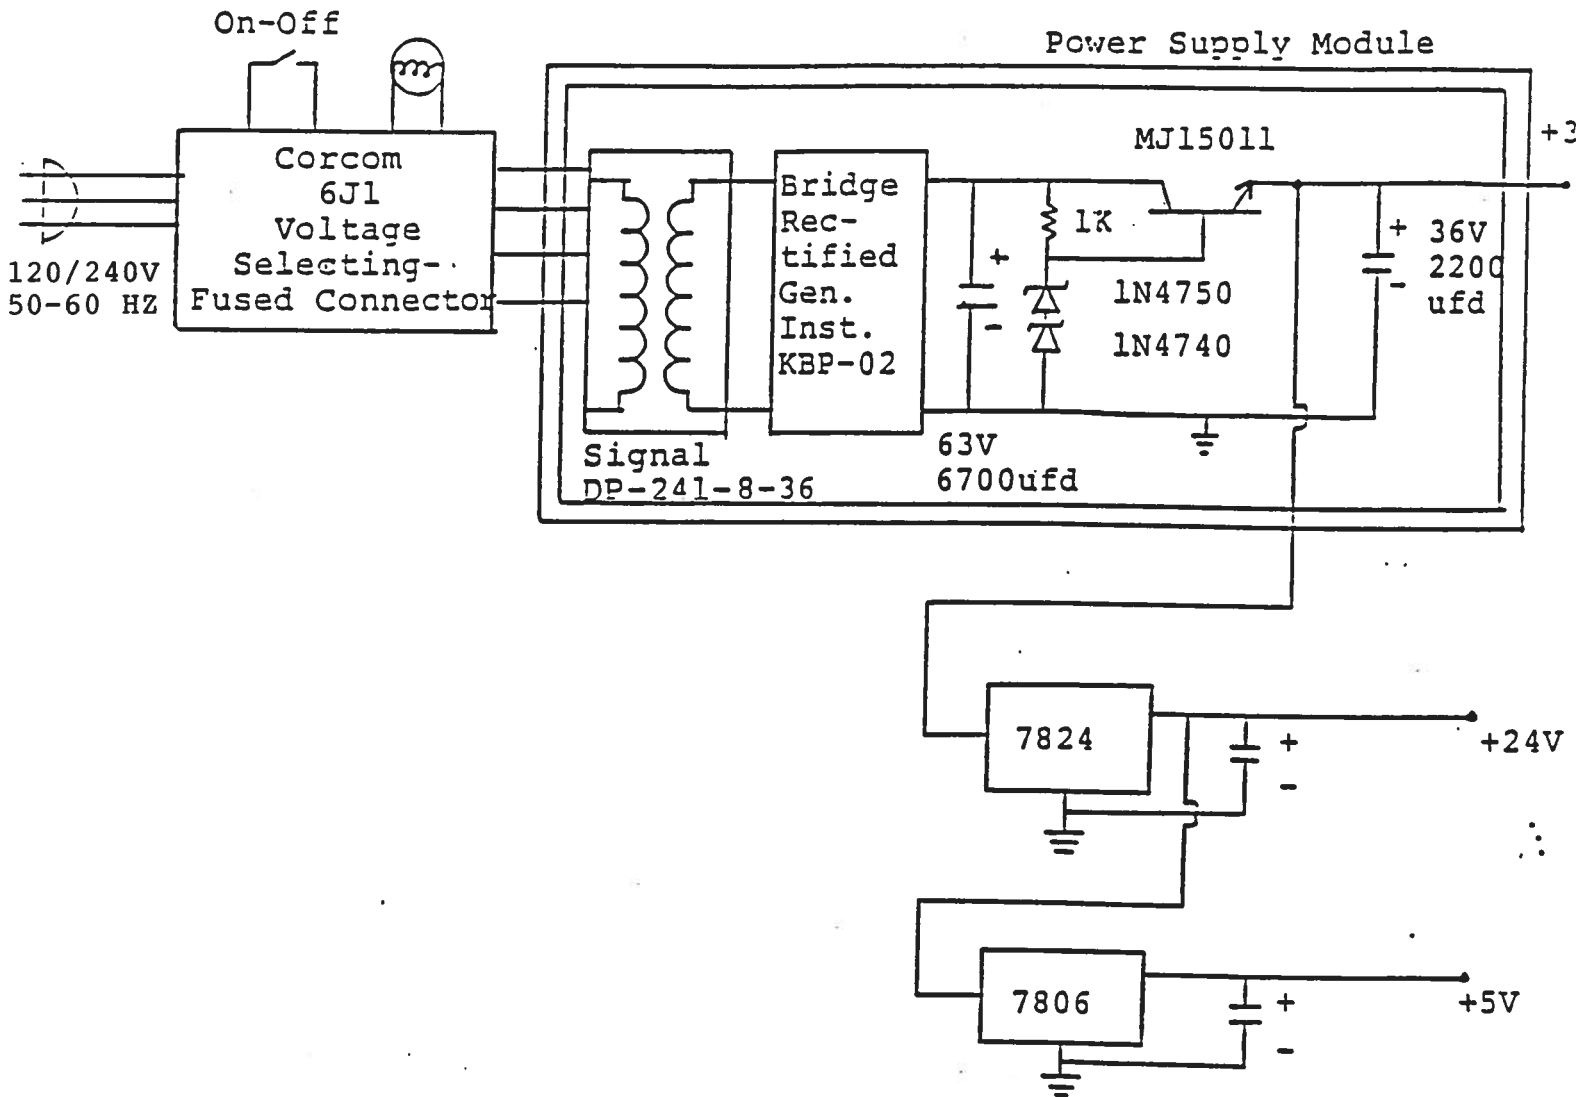 On-Off
Power Supply Module
Corcom
6J1
Voltage
Selecting-
Fused Connector
120/240V
50-60 HZ
Bridge
Rec-
tified
Gen.
Inst.
KBP-02
MJ15011
+3
1K
+
-
1N4750
1N4740
+ 36V
2200
- ufd
Signal
DP-241-8-36
63V
6700ufd
7824
+
-
+24V
7806
+
-
+5V